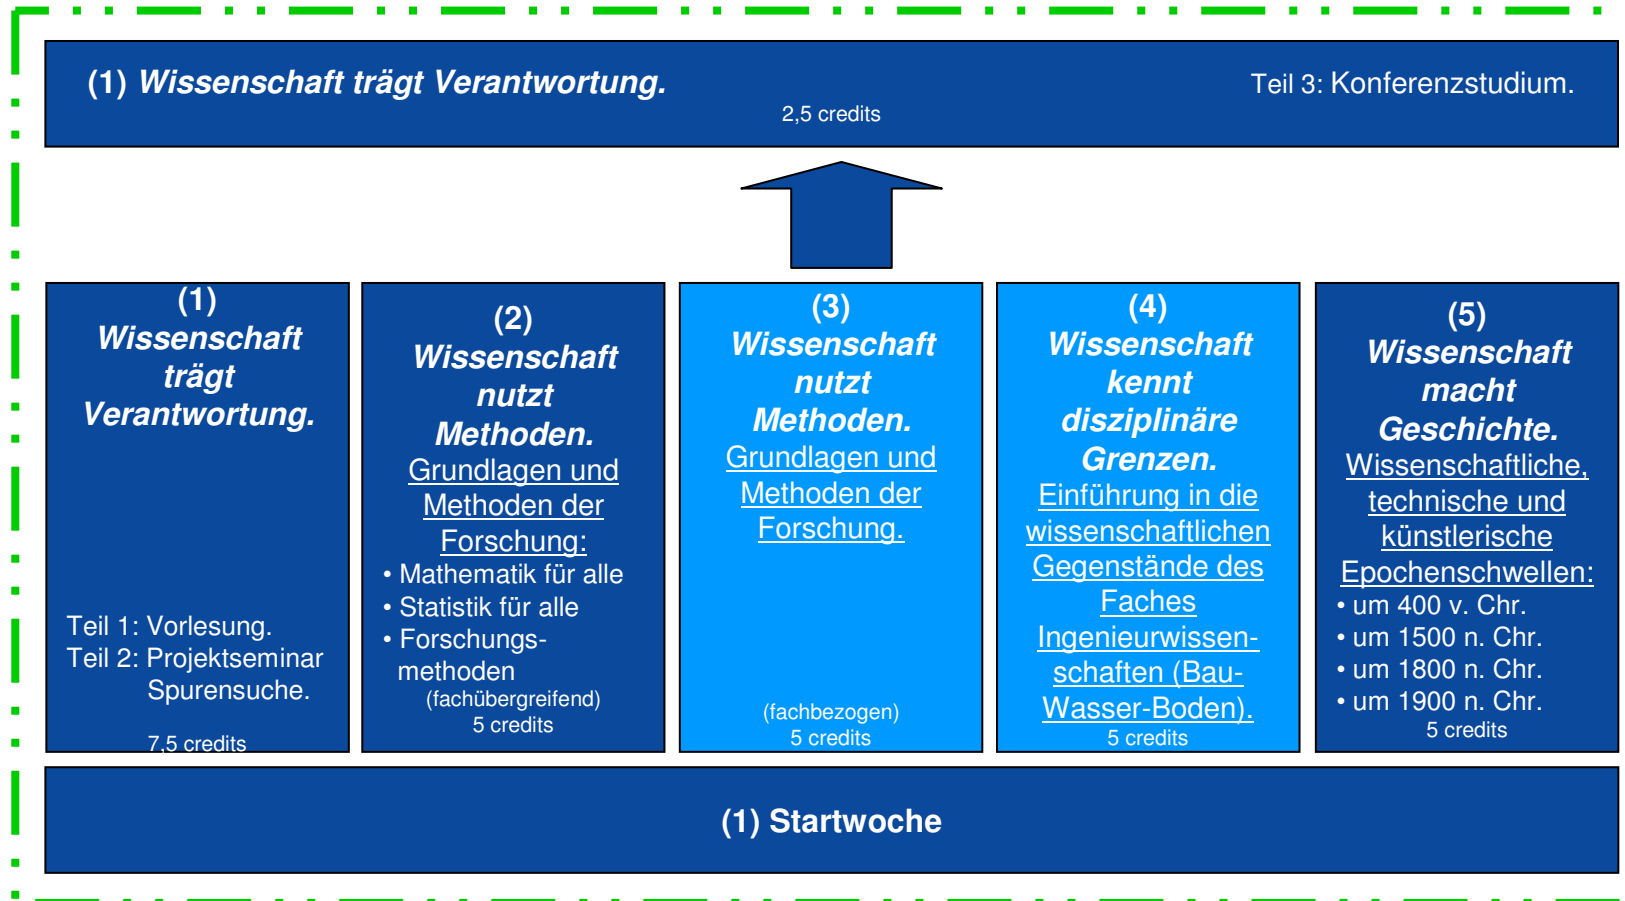 (1) Wissenschaft trägt Verantwortung. Teil 3: Konferenzstudium.
2,5 credits
(1)
Wissenschaft
trägt
Verantwortung.
Teil 1: Vorlesung.
Teil 2: Projektseminar
Spurensuche.
7,5 credits
(2)
Wissenschaft
nutzt
Methoden.
Grundlagen und
Methoden der
Forschung:
• Mathematik für alle
• Statistik für alle
• Forschungs-
methoden
(fachübergreifend)
5 credits
(3)
Wissenschaft
nutzt
Methoden.
Grundlagen und
Methoden der
Forschung.
(fachbezogen)
5 credits
(4)
Wissenschaft
kennt
disziplinäre
Grenzen.
Einführung in die
wissenschaftlichen
Gegenstände des
Faches
Ingenieurwissen-
schaften (Bau-
Wasser-Boden).
5 credits
(5)
Wissenschaft
macht
Geschichte.
Wissenschaftliche,
technische und
künstlerische
Epochenschwellen:
• um 400 v. Chr.
• um 1500 n. Chr.
• um 1800 n. Chr.
• um 1900 n. Chr.
5 credits
(1) Startwoche